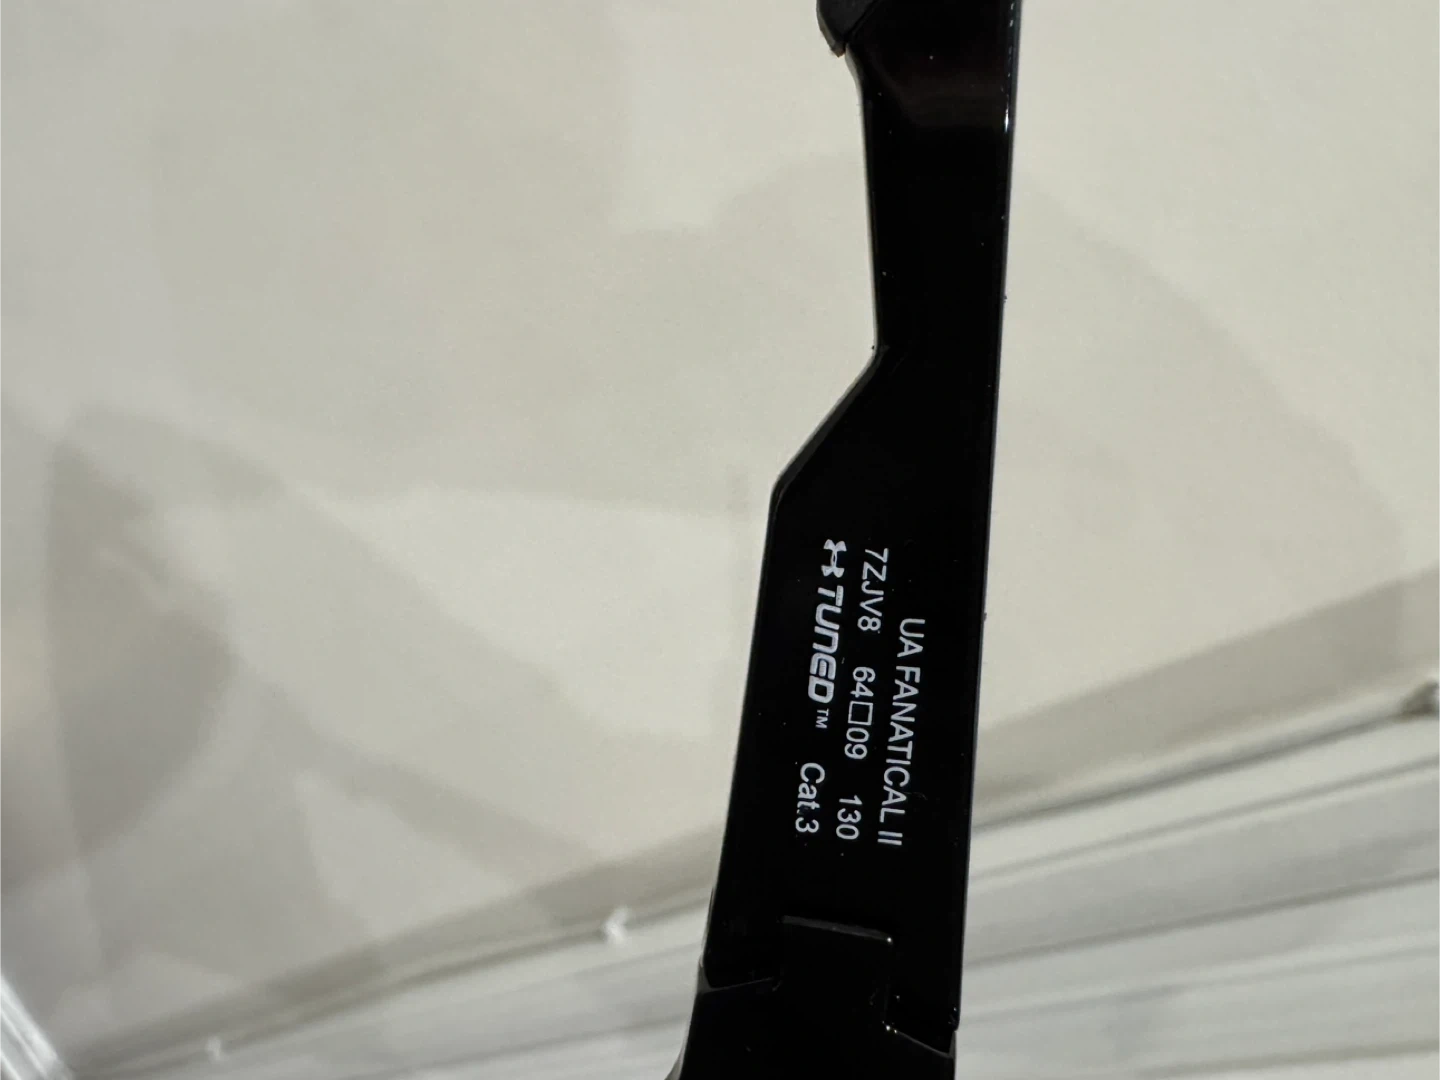 UA FANATICAL II
7ZJV8 64□09 130
TUNED™ Cat.3